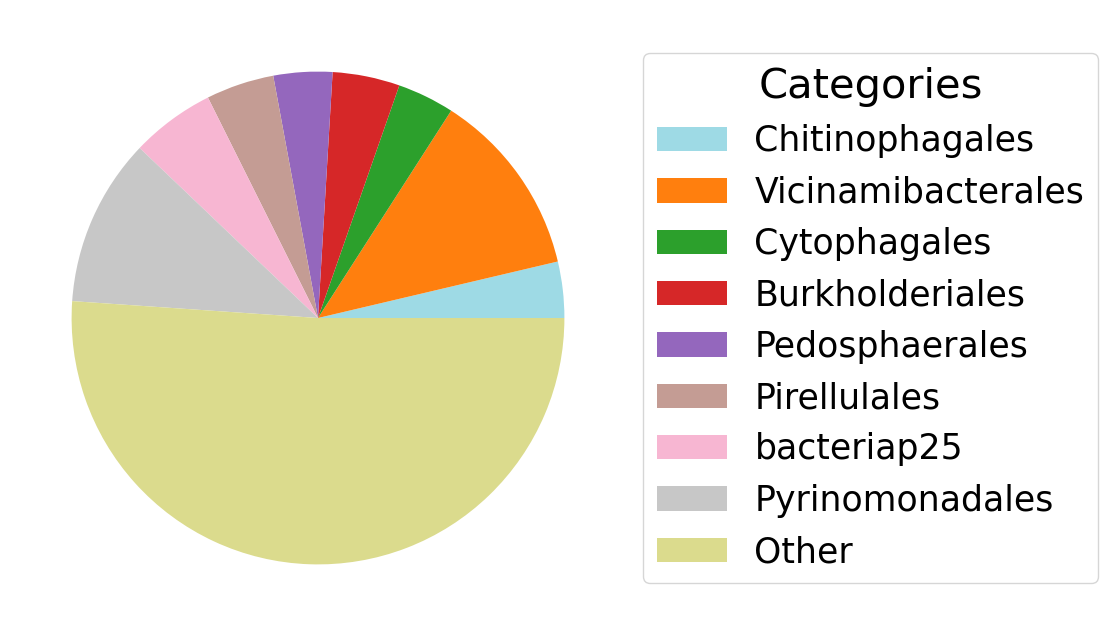 Categories
Chitinophagales
Vicinamibacterales
Cytophagales
Burkholderiales
Pedosphaerales
Pirellulales
bacteriap25
Pyrinomonadales
Other